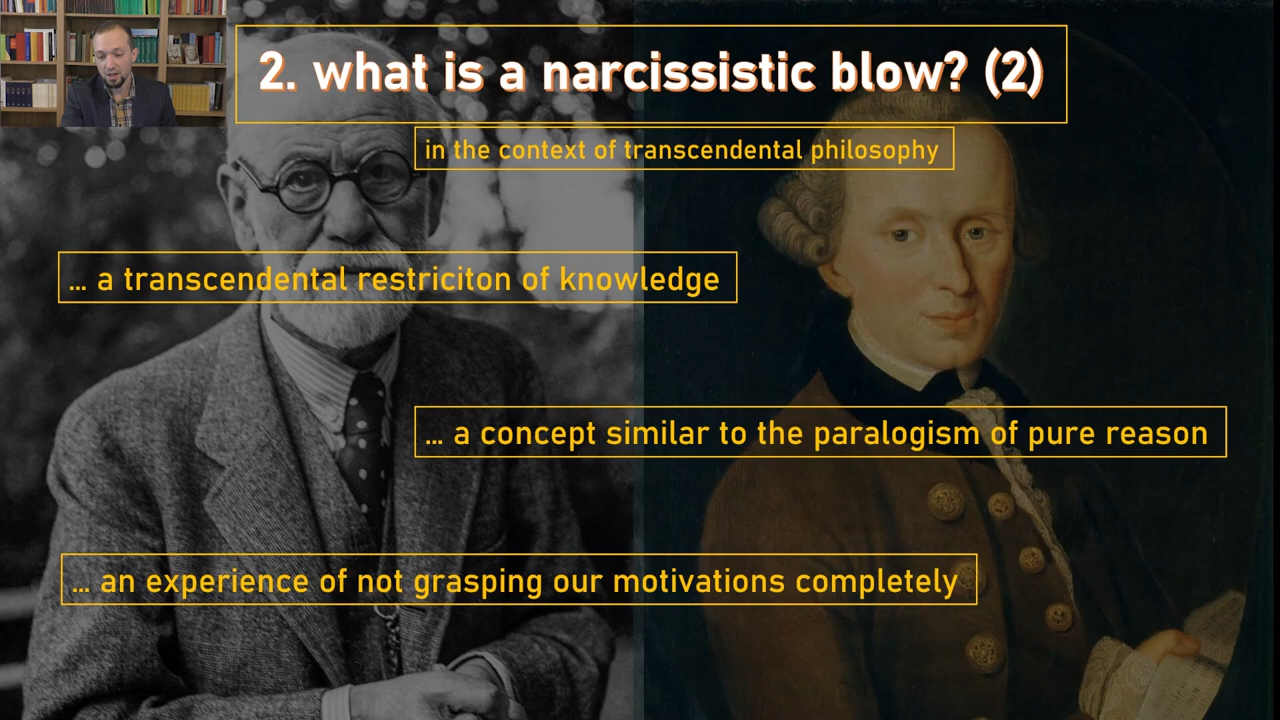 2. what is a narcissistic blow? (2)
in the context of transcendental philosophy
... a transcendental restriciton of knowledge
... a concept similar to the paralogism of pure reason
... an experience of not grasping our motivations completely